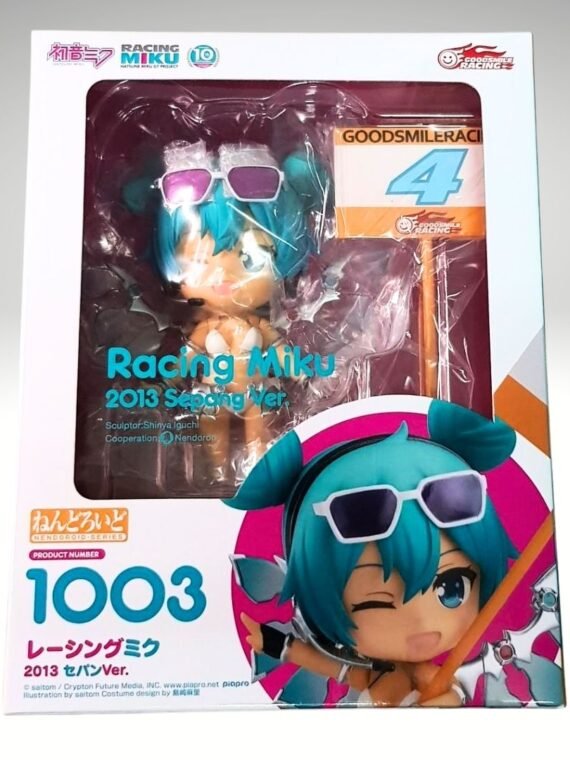 初音ミク
RACING
MIKU
HATSUNE MIKU GT PROJECT
10
GOODSMILE
RACING
GOODSMILERACI
4
GOODSMILE
RACING
Racing Miku
2013 Sepang Ver.
Sculptor:Shinya Iguchi
Cooperation: Nendoron
ねんどろいど
NENDOROID・SERIES
PRODUCT NUMBER
1003
レーシングミク
2013 セパンVer.
© saitom / Crypton Future Media, INC. www.piapro.net piapro
Illustration by saitom Costume design by 島崎麻里